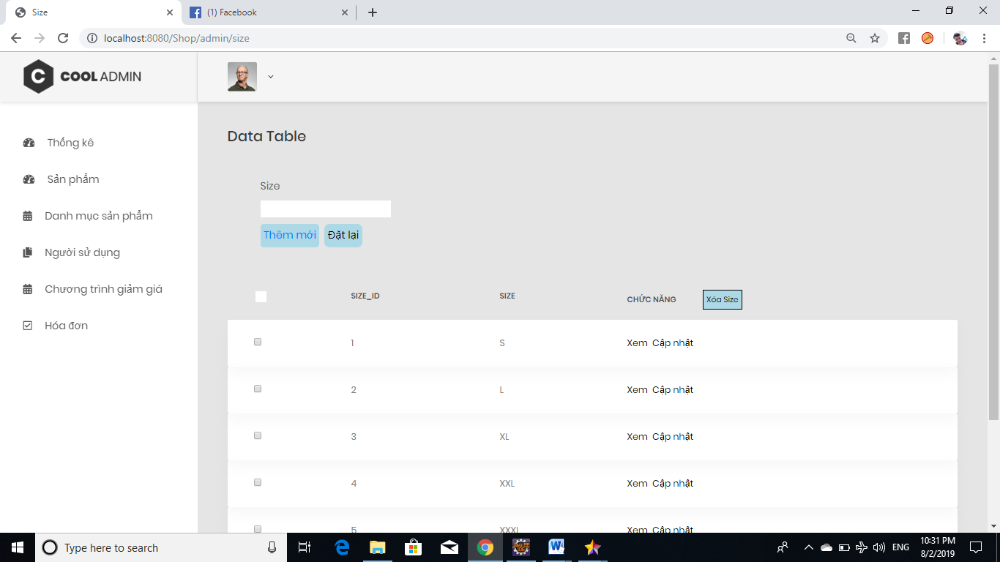 Size
(1) Facebook
localhost:8080/Shop/admin/size
C COOL ADMIN
Thống kê
Sản phẩm
Danh mục sản phẩm
Người sử dụng
Chương trình giảm giá
Hóa đơn
Data Table
Size
Thêm mới Đặt lại
SIZE_ID SIZE CHỨC NĂNG Xóa Size
1 S Xem Cập nhật
2 L Xem Cập nhật
3 XL Xem Cập nhật
4 XXL Xem Cập nhật
5 XXXL Xem Cập nhật
Type here to search
ENG
10:31 PM
8/2/2019